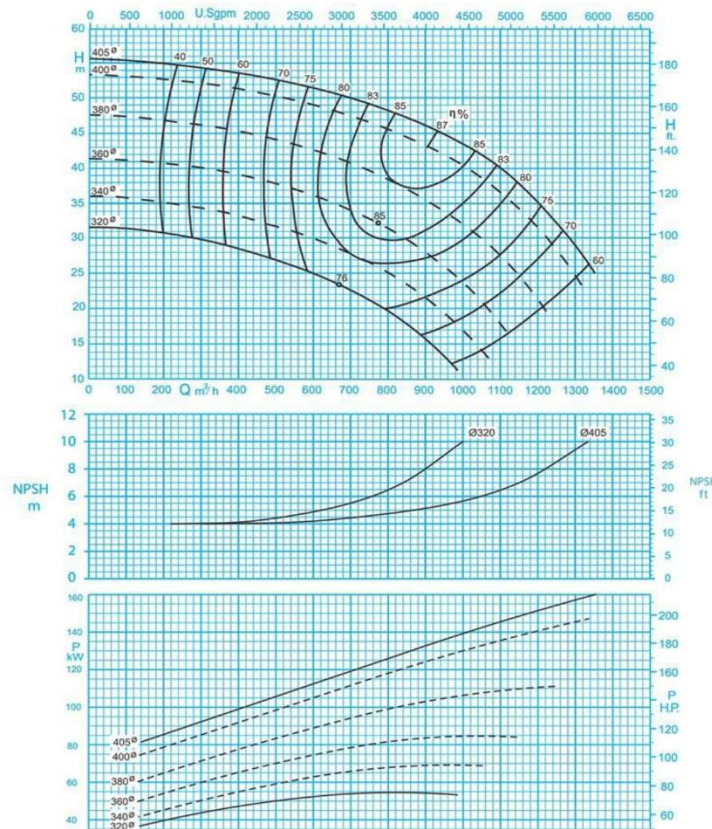 U.Sgpm
0 500 1000 1500 2000 2500 3000 3500 4000 4500 5000 5500 6000 6500
60
H
m
50
45
40
35
30
25
20
15
10
405ø
400ø
380ø
360ø
340ø
320ø
40 50 60 70 75 80 83 85 87 η%
85
83
80
75
70
60
85
76
180
160
H
ft.
140
120
100
80
60
40
0 100 Q m³/h 400 500 600 700 800 900 1000 1100 1200 1300 1400 1500
12
10
8
6
4
2
0
NPSH
m
Ø320
Ø405
35
30
25
20
15
10
5
0
NPSH
ft
160
140
P
kW
120
100
80
60
40
405ø
400ø
380ø
360ø
340ø
320ø
200
180
160
P
H.P.
120
100
80
60